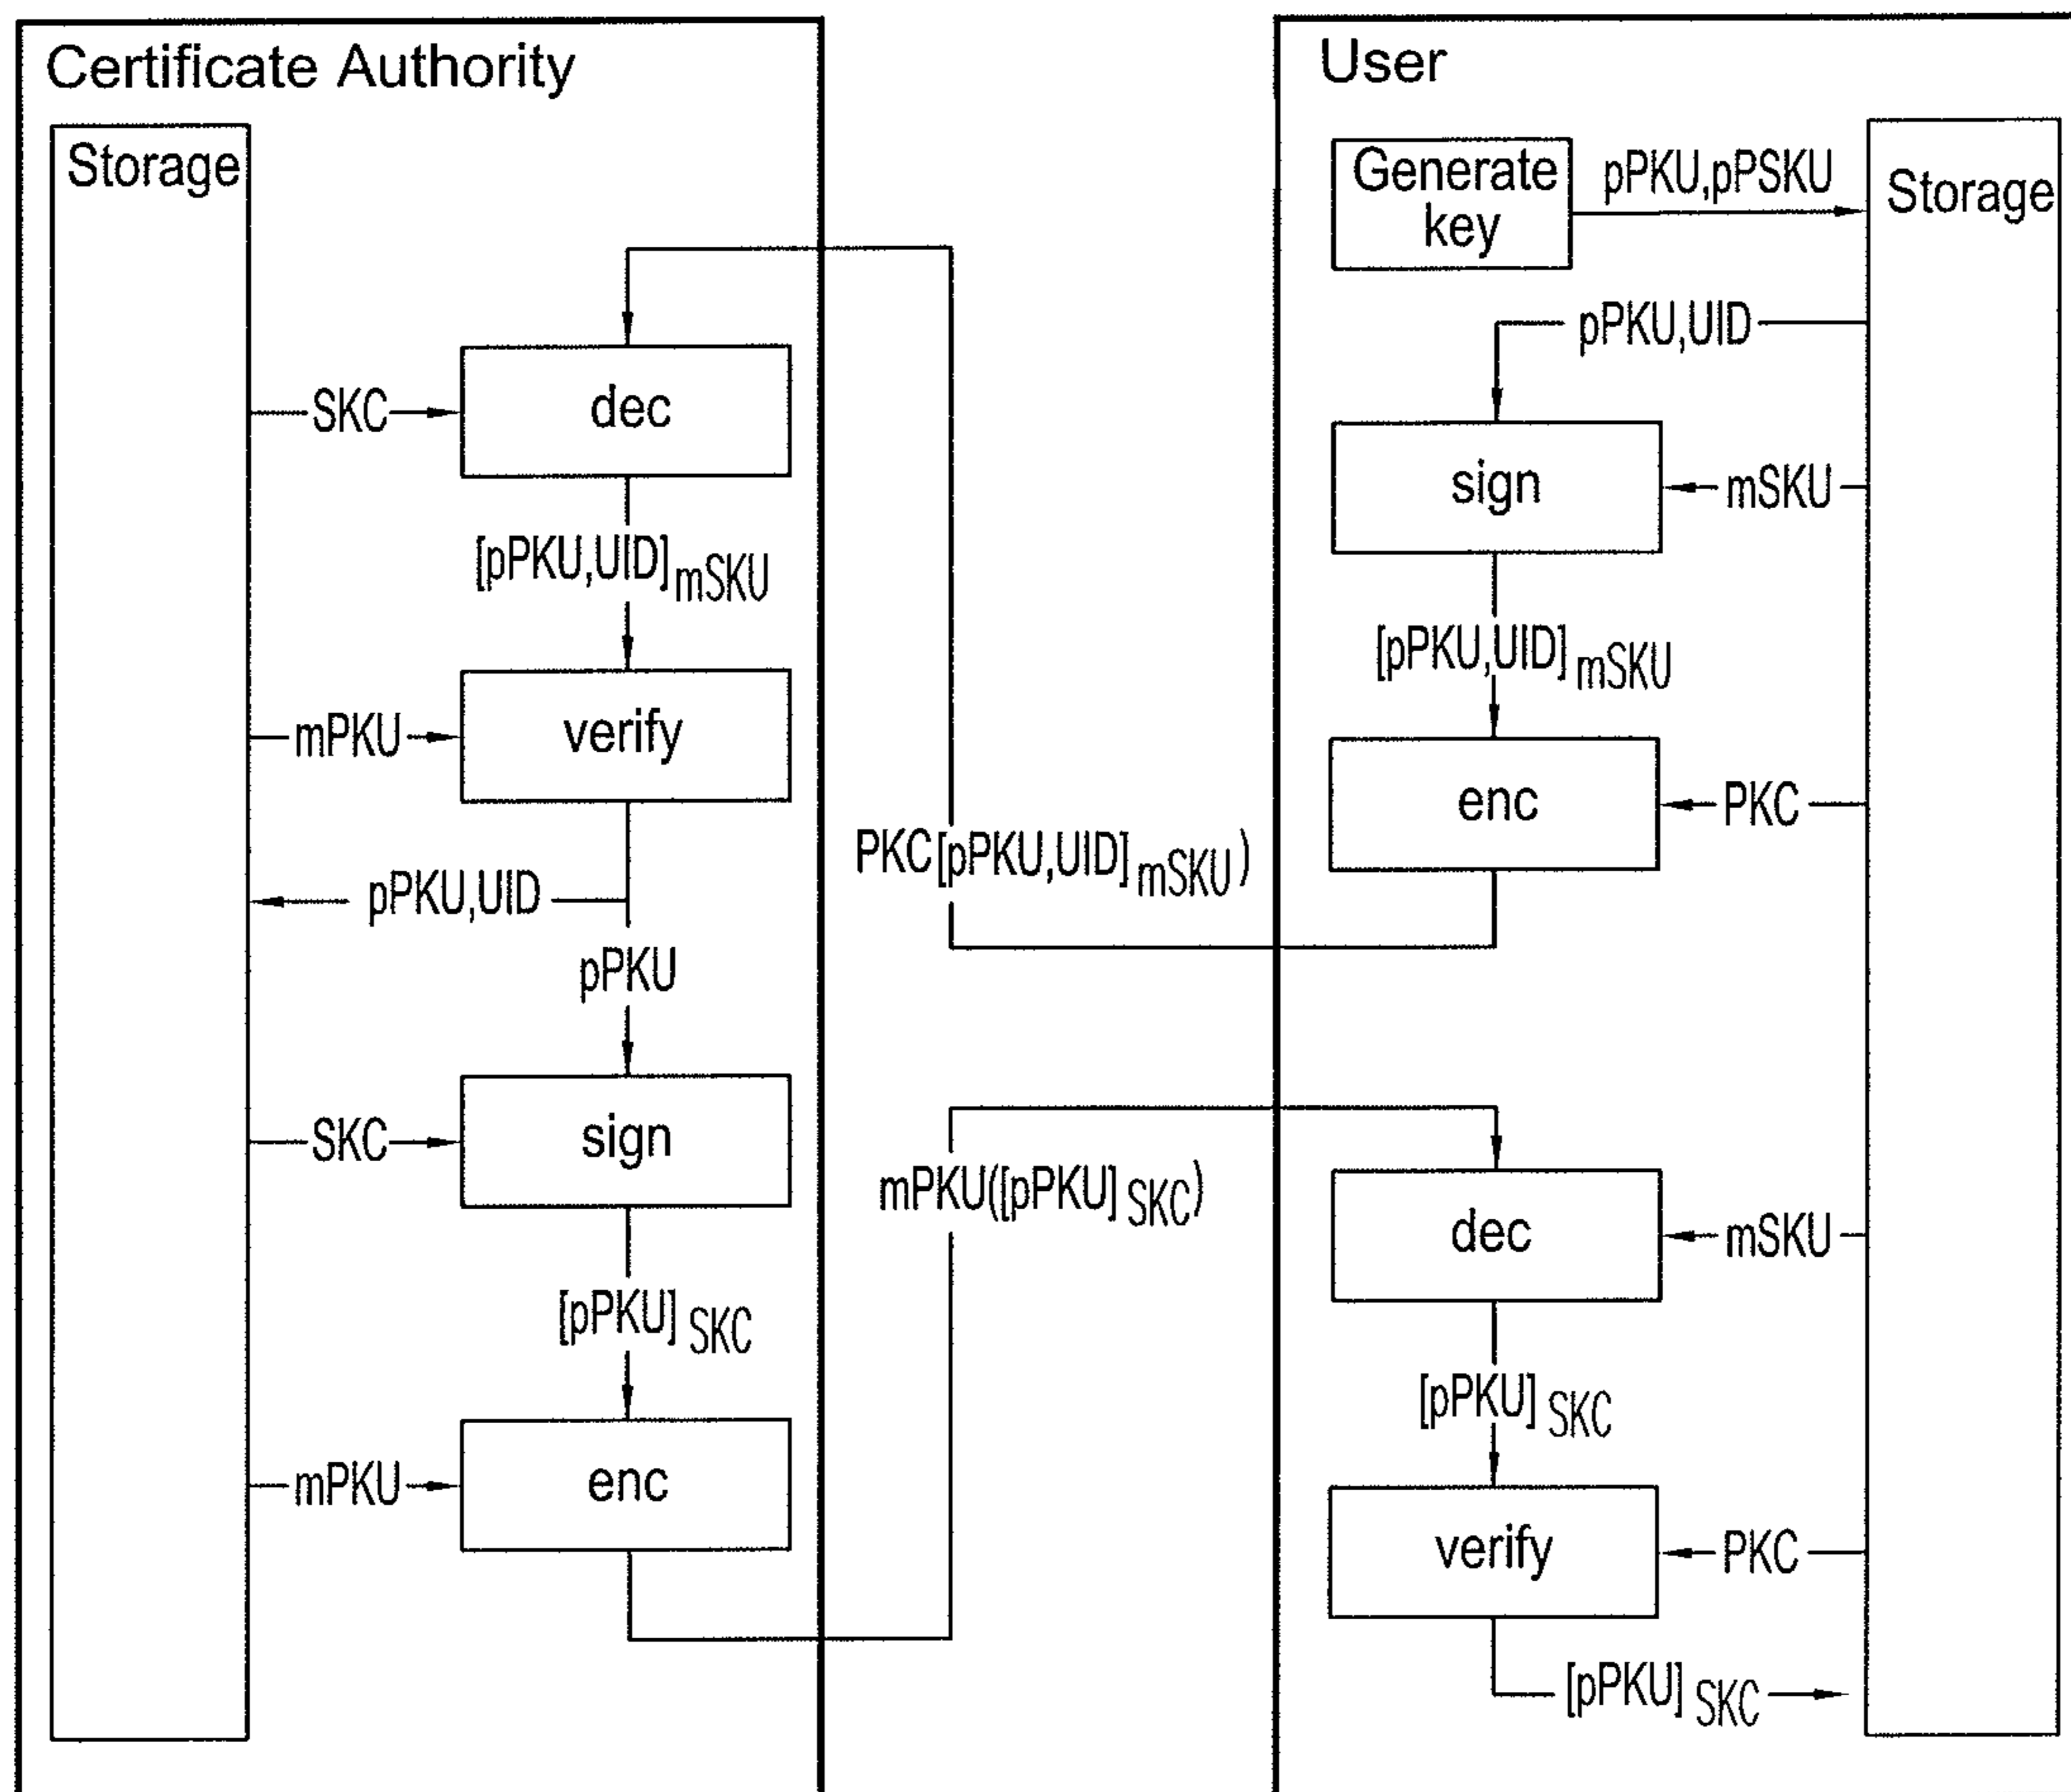 Certificate Authority
Storage
SKC
dec
[pPKU,UID]mSKU
mPKU
verify
pPKU,UID
pPKU
SKC
sign
[pPKU]SKC
mPKU
enc
PKC[pPKU,UID]mSKU)
mPKU([pPKU]SKC)
User
Generate
key
pPKU,pPSKU
Storage
pPKU,UID
sign
mSKU
[pPKU,UID]mSKU
enc
PKC
dec
mSKU
[pPKU]SKC
verify
PKC
[pPKU]SKC